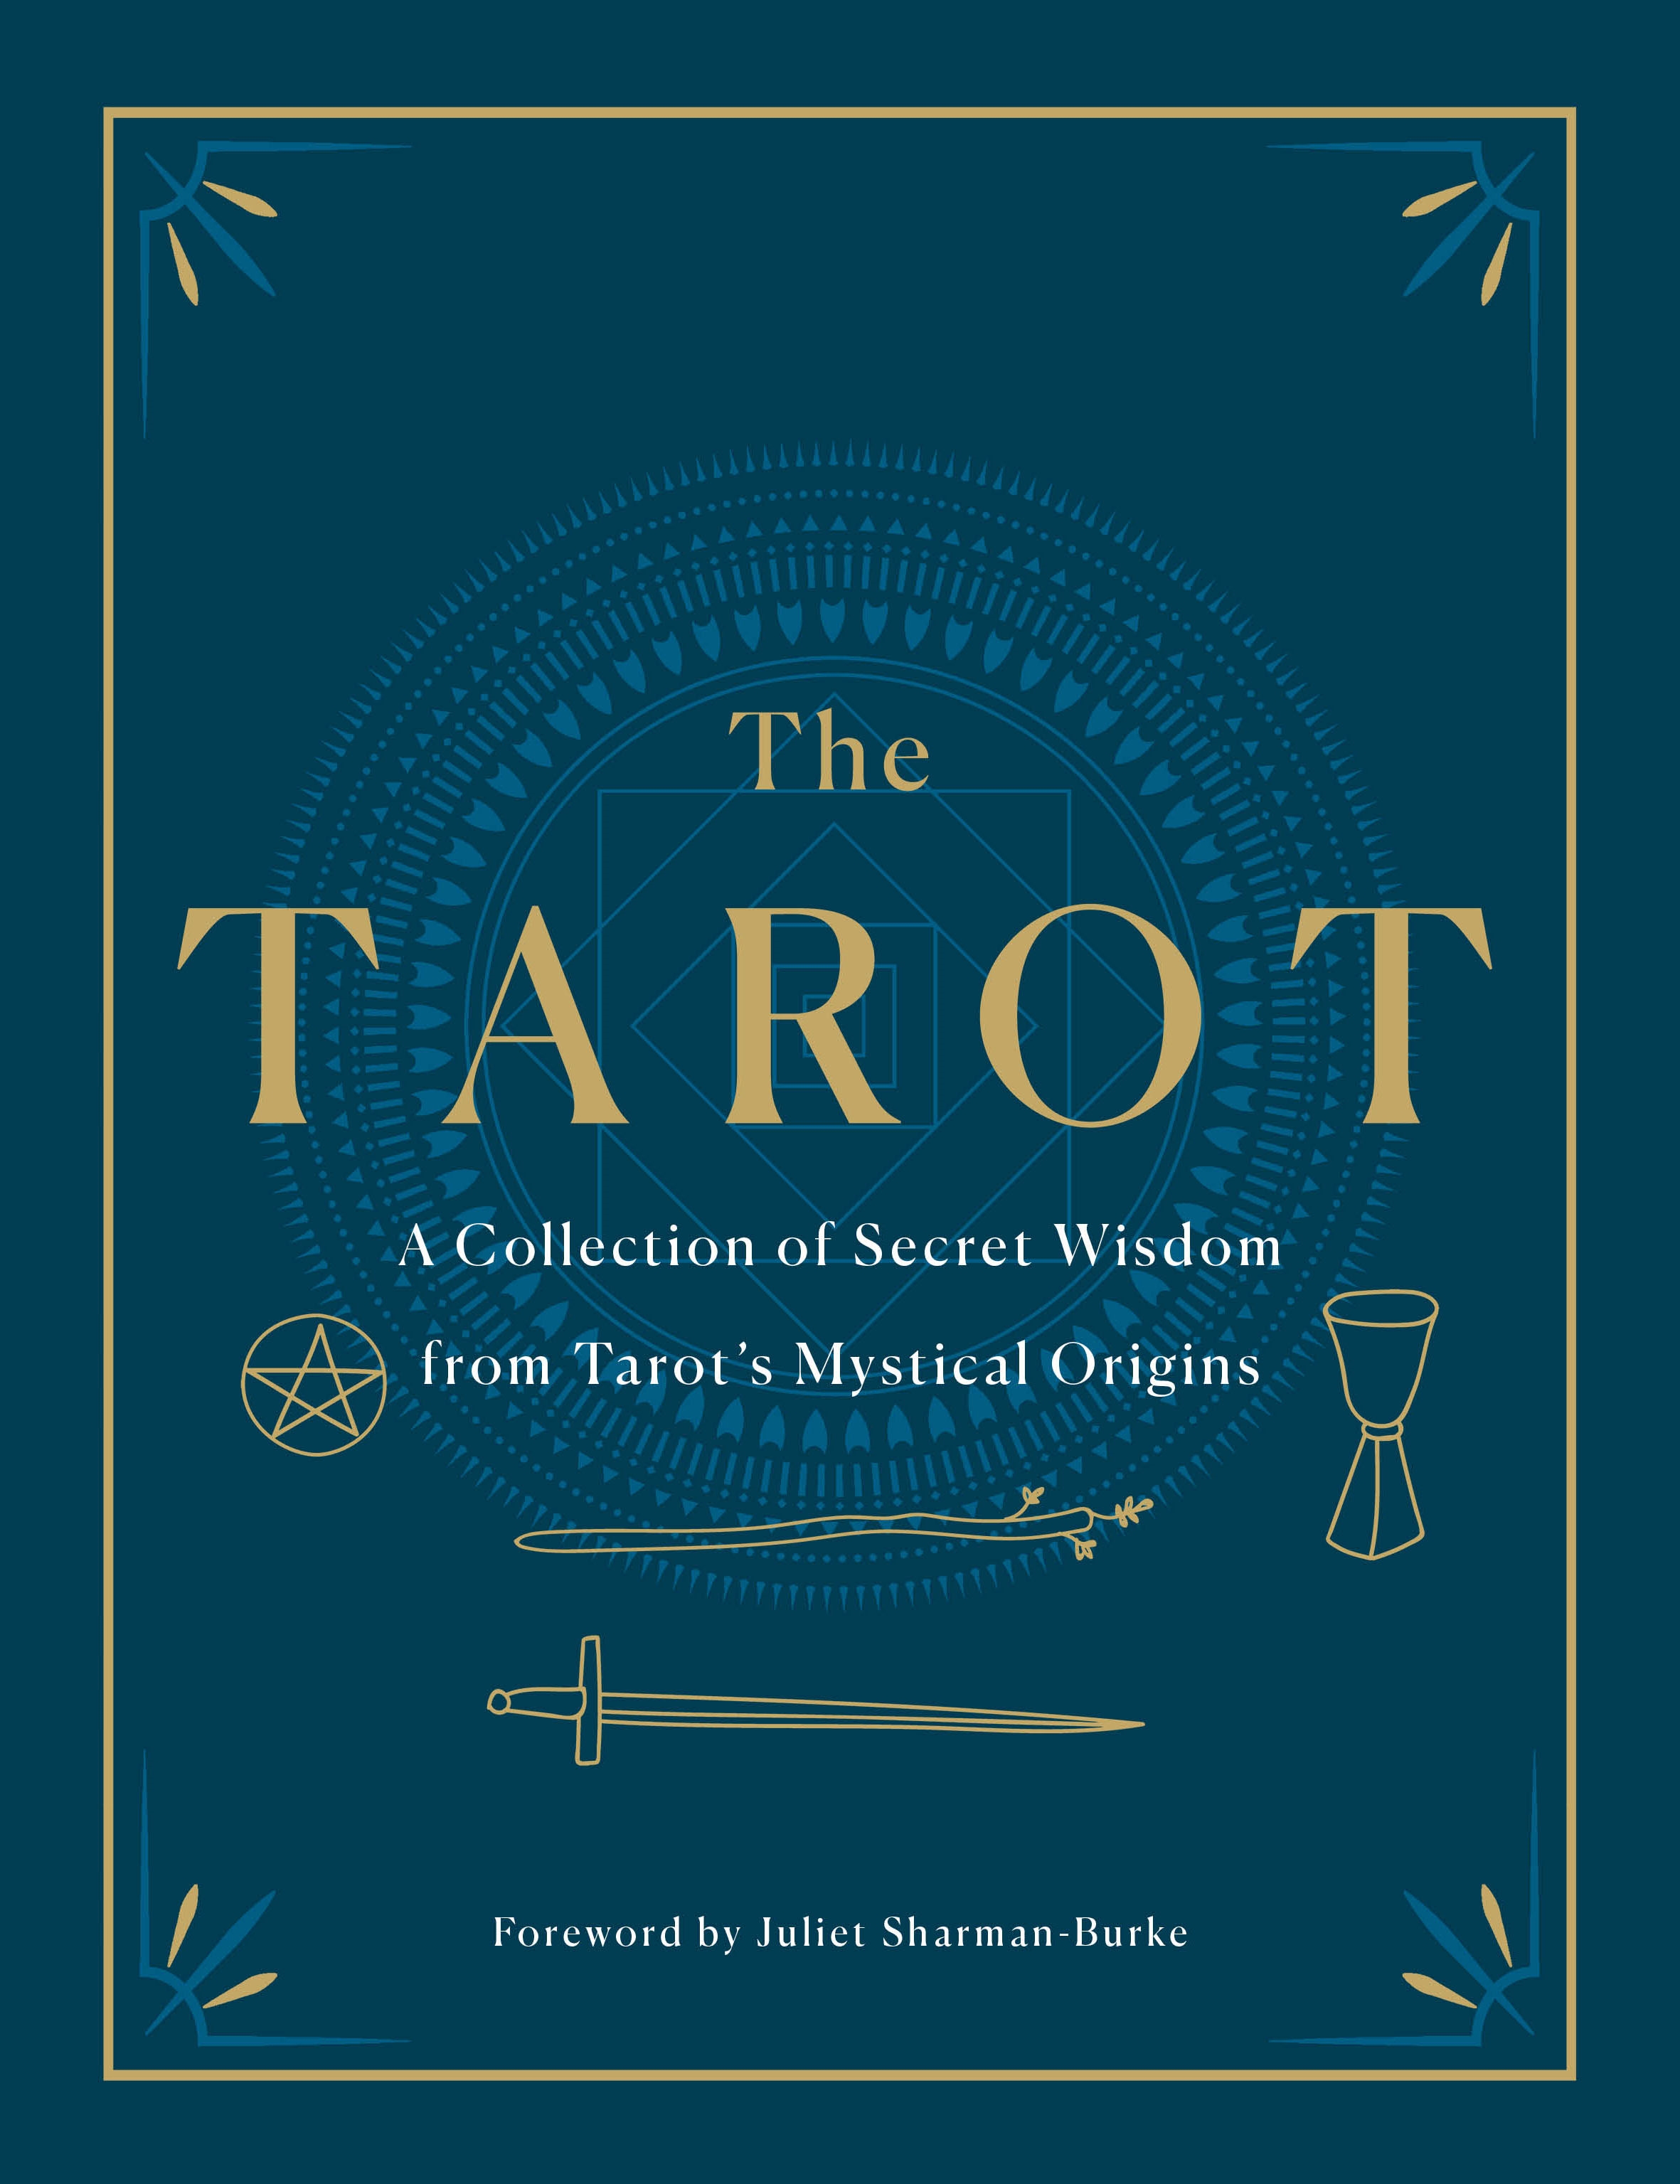 The
TAROT
A Collection of Secret Wisdom
from Tarot’s Mystical Origins
Foreword by Juliet Sharman-Burke